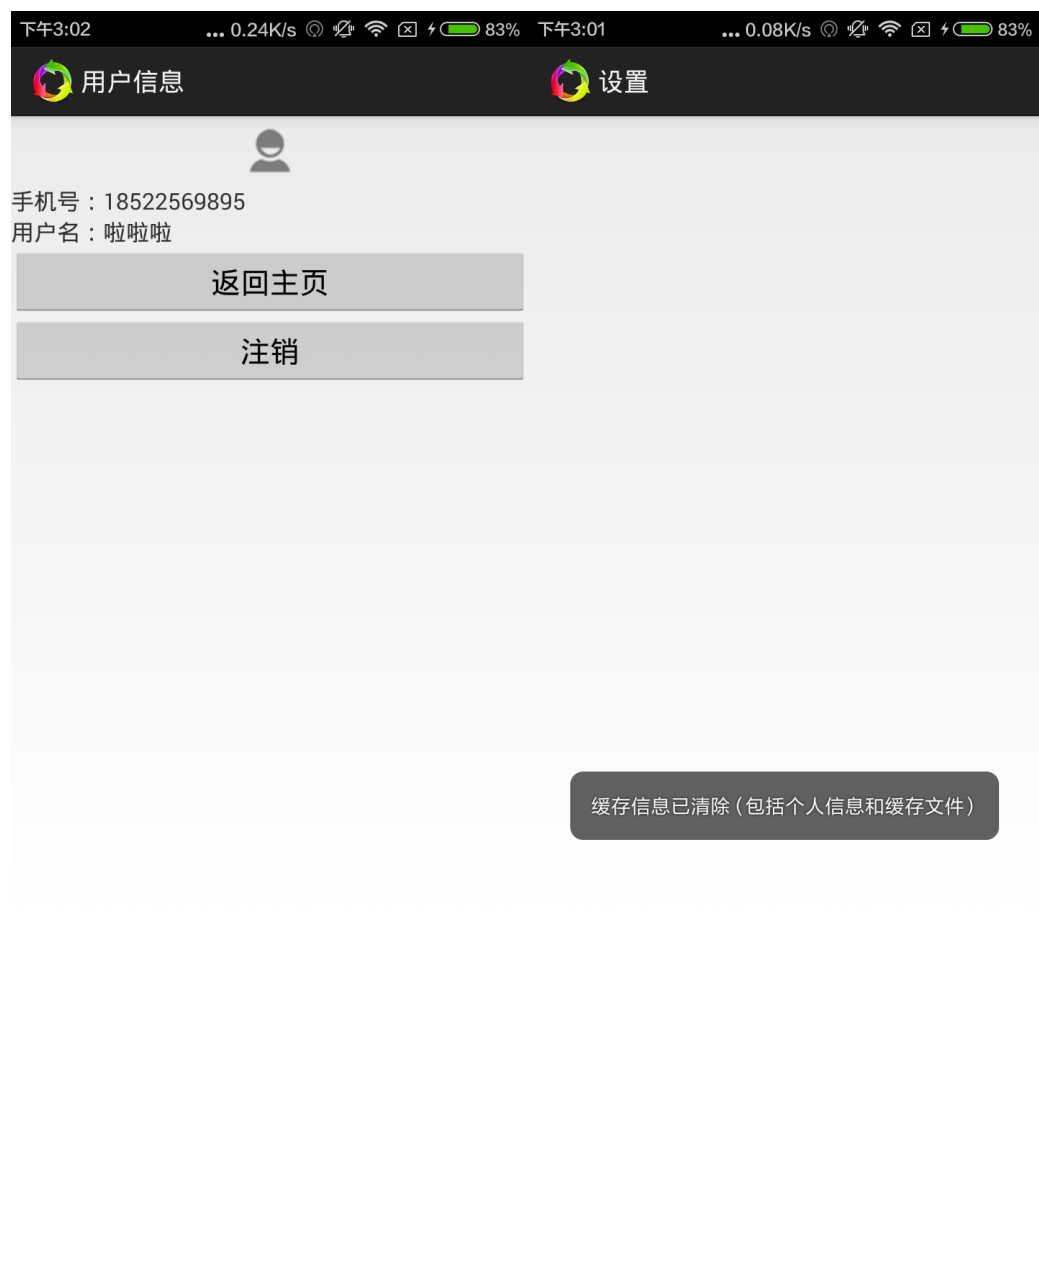 下午3:02
... 0.24K/s
83%
用户信息
手机号：18522569895
用户名：啦啦啦
返回主页
注销
下午3:01
... 0.08K/s
83%
设置
缓存信息已清除（包括个人信息和缓存文件）